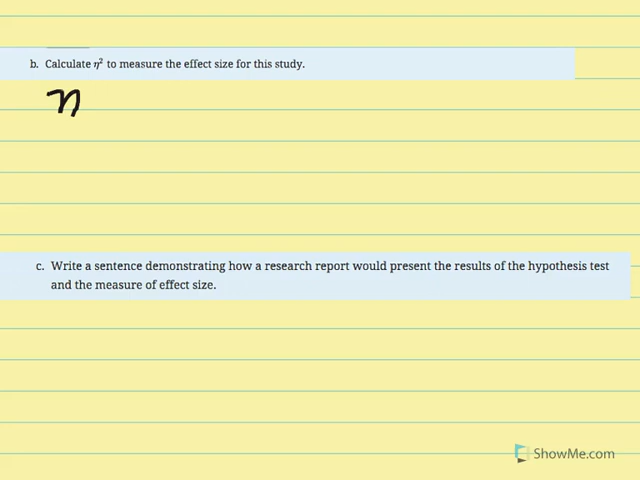 b. Calculate η² to measure the effect size for this study.
η
c. Write a sentence demonstrating how a research report would present the results of the hypothesis test
and the measure of effect size.
ShowMe.com